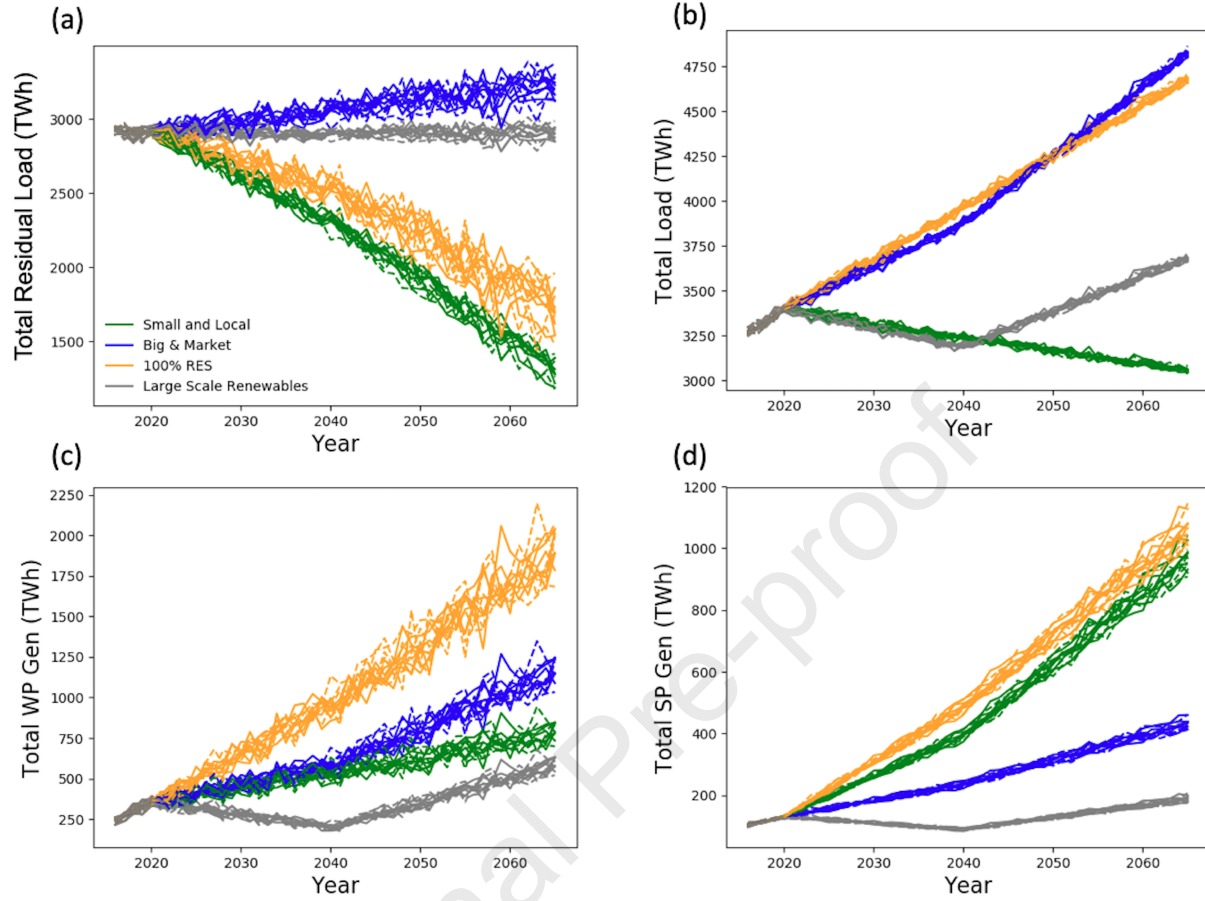 (a)
Total Residual Load (TWh)
3000
2500
2000
1500
Small and Local
Big & Market
100% RES
Large Scale Renewables
2020 2030 2040 2050 2060
Year
(b)
Total Load (TWh)
4750
4500
4250
4000
3750
3500
3250
3000
2020 2030 2040 2050 2060
Year
(c)
Total WP Gen (TWh)
2250
2000
1750
1500
1250
1000
750
500
250
2020 2030 2040 2050 2060
Year
(d)
Total SP Gen (TWh)
1200
1000
800
600
400
200
2020 2030 2040 2050 2060
Year
nal Pre-proof